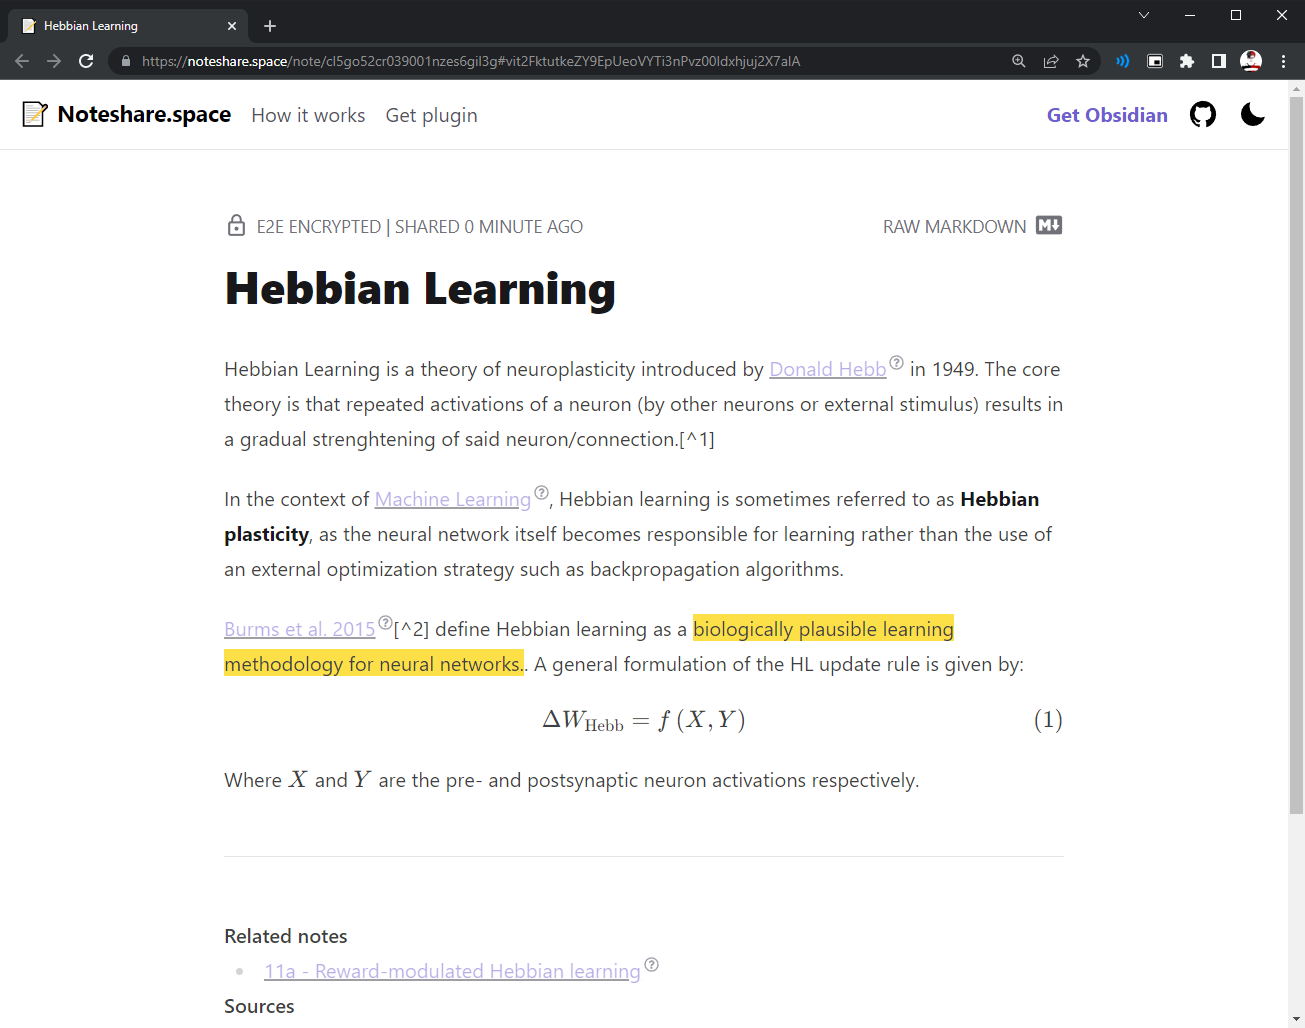 Hebbian Learning
https://noteshare.space/note/cl5go52cr039001nzes6gil3g#vit2FktutkeZY9EpUeoVYTi3nPvz00ldxhjuj2X7alA
Noteshare.space How it works Get plugin Get Obsidian
E2E ENCRYPTED | SHARED 0 MINUTE AGO RAW MARKDOWN M↓
Hebbian Learning
Hebbian Learning is a theory of neuroplasticity introduced by Donald Hebb? in 1949. The core
theory is that repeated activations of a neuron (by other neurons or external stimulus) results in
a gradual strenghtening of said neuron/connection.[^1]
In the context of Machine Learning?, Hebbian learning is sometimes referred to as Hebbian
plasticity, as the neural network itself becomes responsible for learning rather than the use of
an external optimization strategy such as backpropagation algorithms.
Burms et al. 2015?[^2] define Hebbian learning as a biologically plausible learning
methodology for neural networks.. A general formulation of the HL update rule is given by:
ΔW_Hebb = f (X, Y) (1)
Where X and Y are the pre- and postsynaptic neuron activations respectively.
Related notes
11a - Reward-modulated Hebbian learning?
Sources